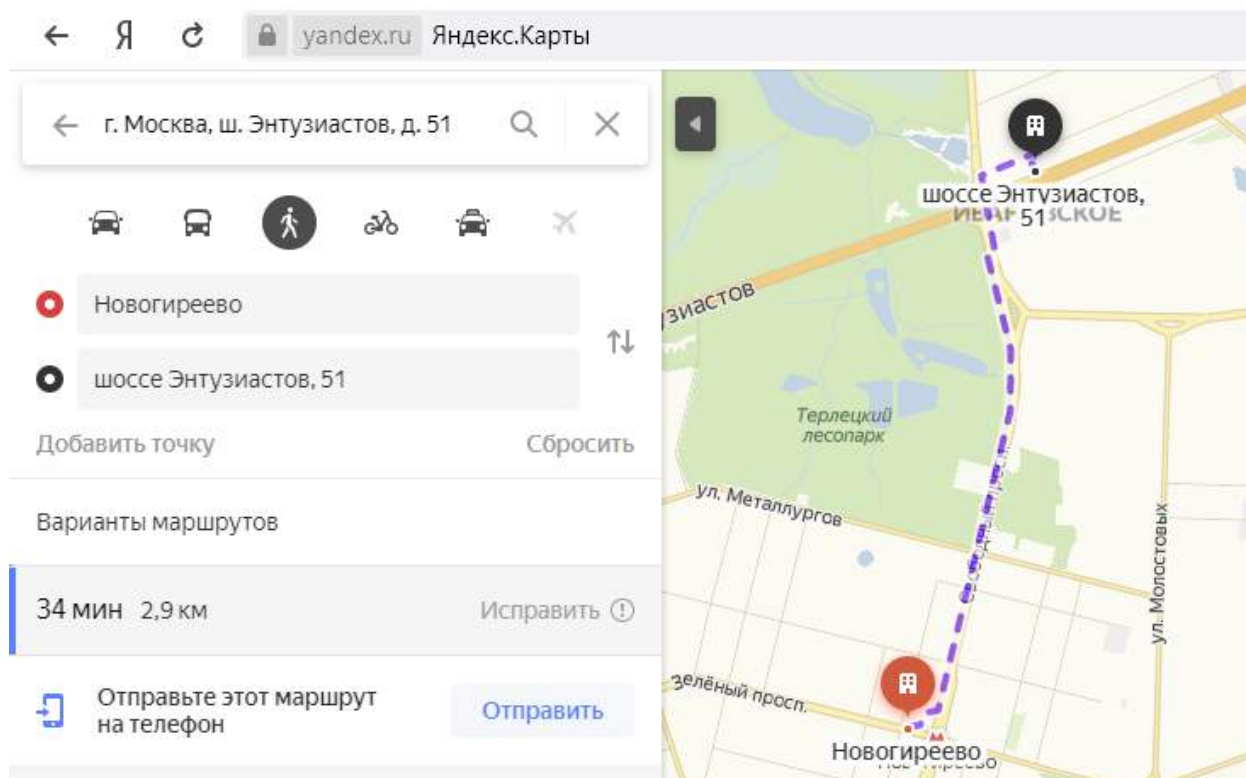 Я yandex.ru Яндекс.Карты
г. Москва, ш. Энтузиастов, д. 51
Новогиреево
шоссе Энтузиастов, 51
Добавить точку Сбросить
Варианты маршрутов
34 мин 2,9 км Исправить
Отправьте этот маршрут
на телефон
Отправить
шоссе Энтузиастов,
51
Терлецкий
лесопарк
ул. Металлургов
ул. Молостовых
Зелёный просп.
Новогиреево